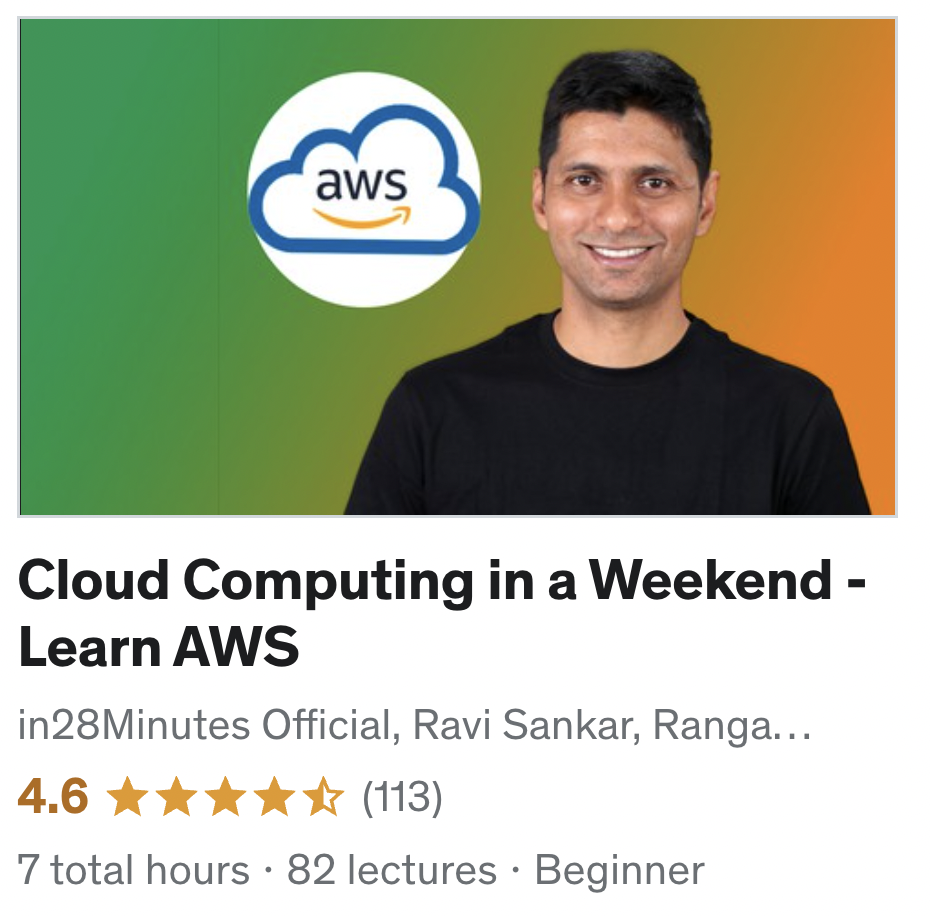 aws
Cloud Computing in a Weekend -
Learn AWS
in28Minutes Official, Ravi Sankar, Ranga...
4.6 (113)
7 total hours · 82 lectures · Beginner